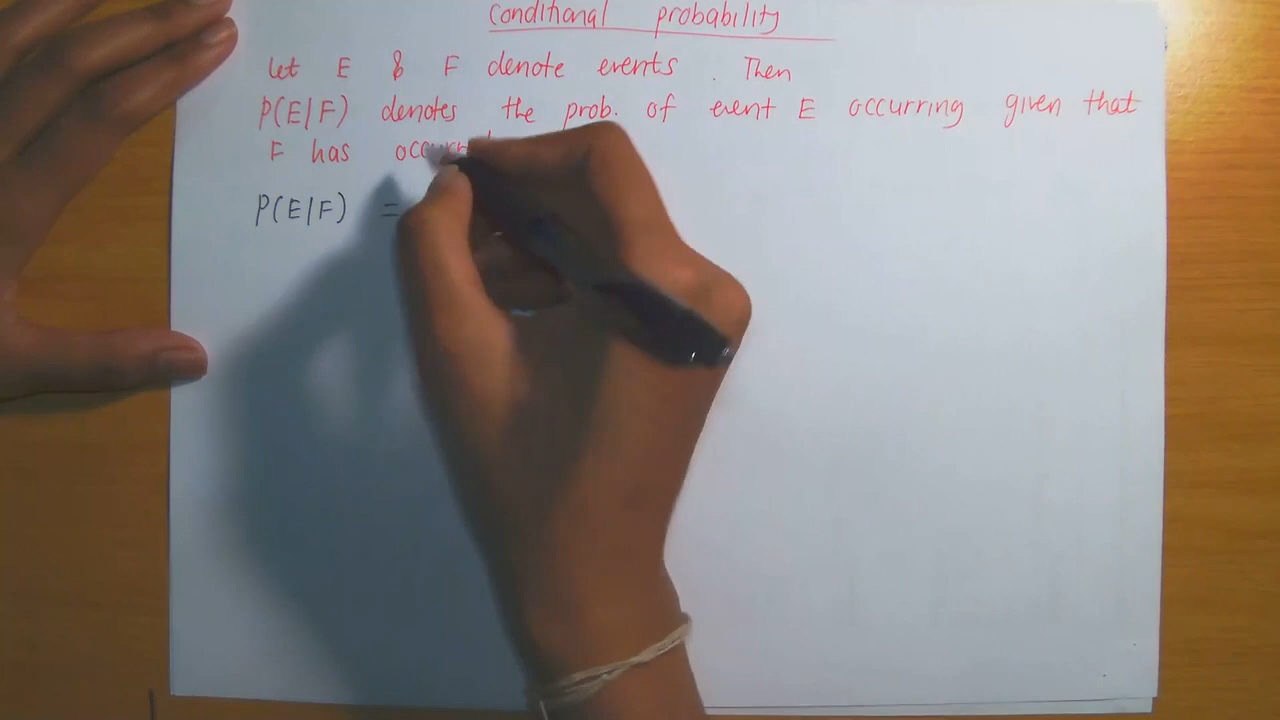 Conditional probability
Let E & F denote events. Then
P(E|F) denotes the prob. of event E occurring given that
F has
P(E|F) =